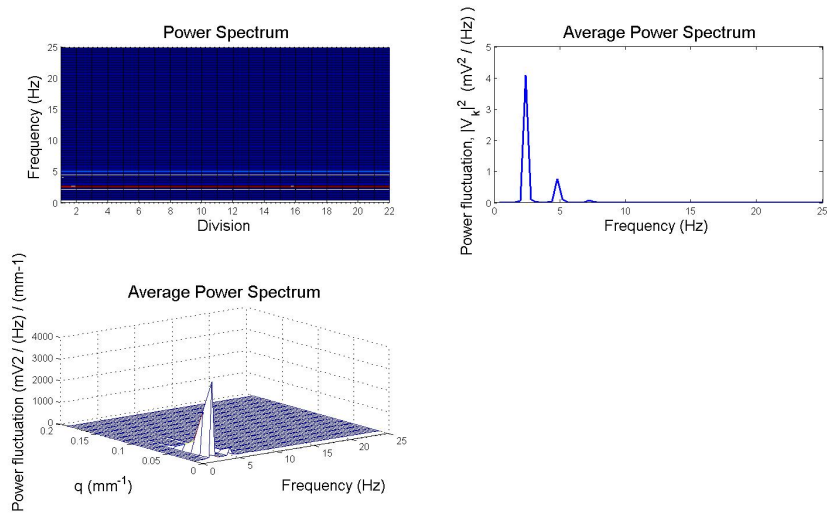 Power Spectrum
Frequency (Hz)
25
20
15
10
5
0
2 4 6 8 10 12 14 16 18 20 22
Division
Average Power Spectrum
Power fluctuation, |V_k|^2 (mV^2 / (Hz) )
5
4
3
2
1
0
0 5 10 15 20 25
Frequency (Hz)
Average Power Spectrum
Power fluctuation (mV2 / (Hz) / (mm-1)
4000
3000
2000
1000
0
0.2
0.15
0.1
0.05
0
0 5 10 15 20 25
q (mm^-1)
Frequency (Hz)